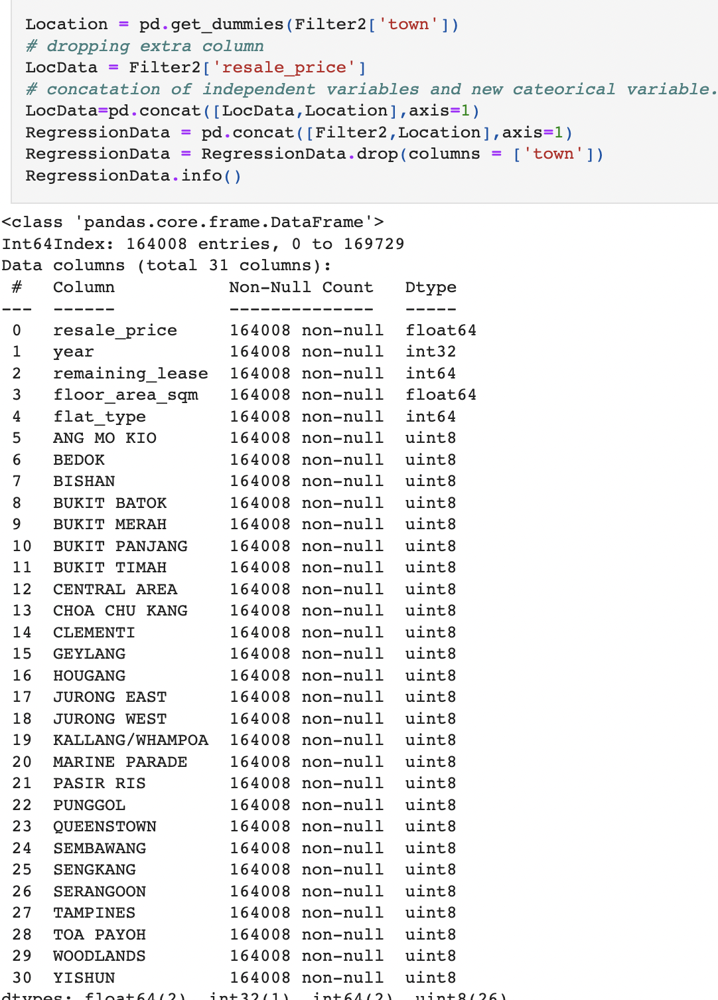 Location = pd.get_dummies(Filter2['town'])
# dropping extra column
LocData = Filter2['resale_price']
# concatation of independent variables and new cateorical variable.
LocData=pd.concat([LocData,Location],axis=1)
RegressionData = pd.concat([Filter2,Location],axis=1)
RegressionData = RegressionData.drop(columns = ['town'])
RegressionData.info()
<class 'pandas.core.frame.DataFrame'>
Int64Index: 164008 entries, 0 to 169729
Data columns (total 31 columns):
 #   Column           Non-Null Count   Dtype
---  ------           --------------   -----
 0   resale_price     164008 non-null  float64
 1   year             164008 non-null  int32
 2   remaining_lease  164008 non-null  int64
 3   floor_area_sqm   164008 non-null  float64
 4   flat_type        164008 non-null  int64
 5   ANG MO KIO       164008 non-null  uint8
 6   BEDOK            164008 non-null  uint8
 7   BISHAN           164008 non-null  uint8
 8   BUKIT BATOK      164008 non-null  uint8
 9   BUKIT MERAH      164008 non-null  uint8
 10  BUKIT PANJANG    164008 non-null  uint8
 11  BUKIT TIMAH      164008 non-null  uint8
 12  CENTRAL AREA     164008 non-null  uint8
 13  CHOA CHU KANG    164008 non-null  uint8
 14  CLEMENTI         164008 non-null  uint8
 15  GEYLANG          164008 non-null  uint8
 16  HOUGANG          164008 non-null  uint8
 17  JURONG EAST      164008 non-null  uint8
 18  JURONG WEST      164008 non-null  uint8
 19  KALLANG/WHAMPOA  164008 non-null  uint8
 20  MARINE PARADE    164008 non-null  uint8
 21  PASIR RIS        164008 non-null  uint8
 22  PUNGGOL          164008 non-null  uint8
 23  QUEENSTOWN       164008 non-null  uint8
 24  SEMBAWANG        164008 non-null  uint8
 25  SENGKANG         164008 non-null  uint8
 26  SERANGOON        164008 non-null  uint8
 27  TAMPINES         164008 non-null  uint8
 28  TOA PAYOH        164008 non-null  uint8
 29  WOODLANDS        164008 non-null  uint8
 30  YISHUN           164008 non-null  uint8
dtypes: float64(2), int32(1), int64(2), uint8(26)